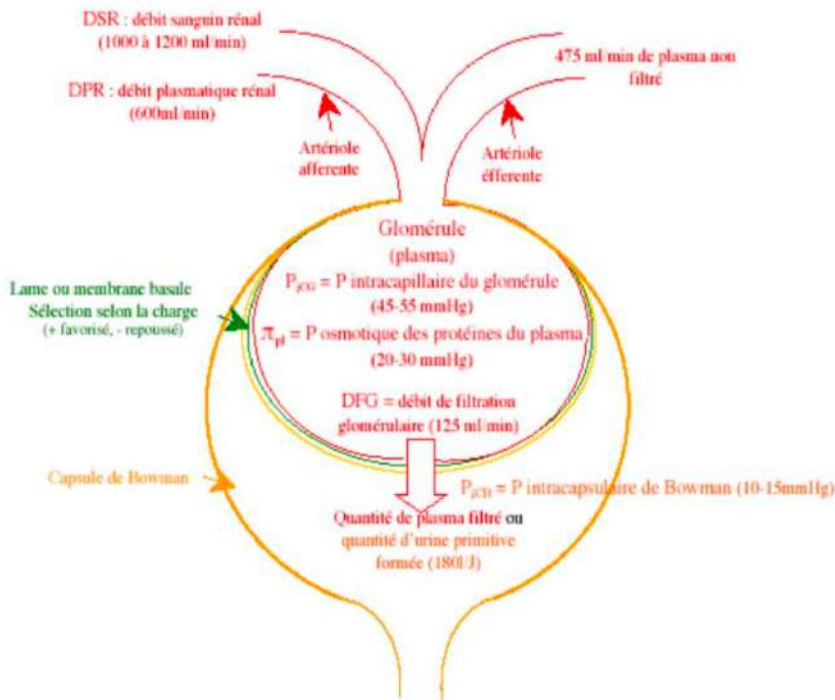 DSR : débit sanguin rénal
(1000 à 1200 ml/min)
DPR : débit plasmatique rénal
(600ml/min)
475 ml/min de plasma non
filtré
Artériole
afferente
Artériole
éfferente
Glomérule
(plasma)
PiCG = P intracapillaire du glomérule
(45-55 mmHg)
πpl = P osmotique des protéines du plasma
(20-30 mmHg)
DFG = débit de filtration
glomérulaire (125 ml/min)
Lame ou membrane basale
Sélection selon la charge
(+ favorisé, - repoussé)
Capsule de Bowman
PiCB = P intracapsulaire de Bowman (10-15mmHg)
Quantité de plasma filtré ou
quantité d'urine primitive
formée (180l/J)